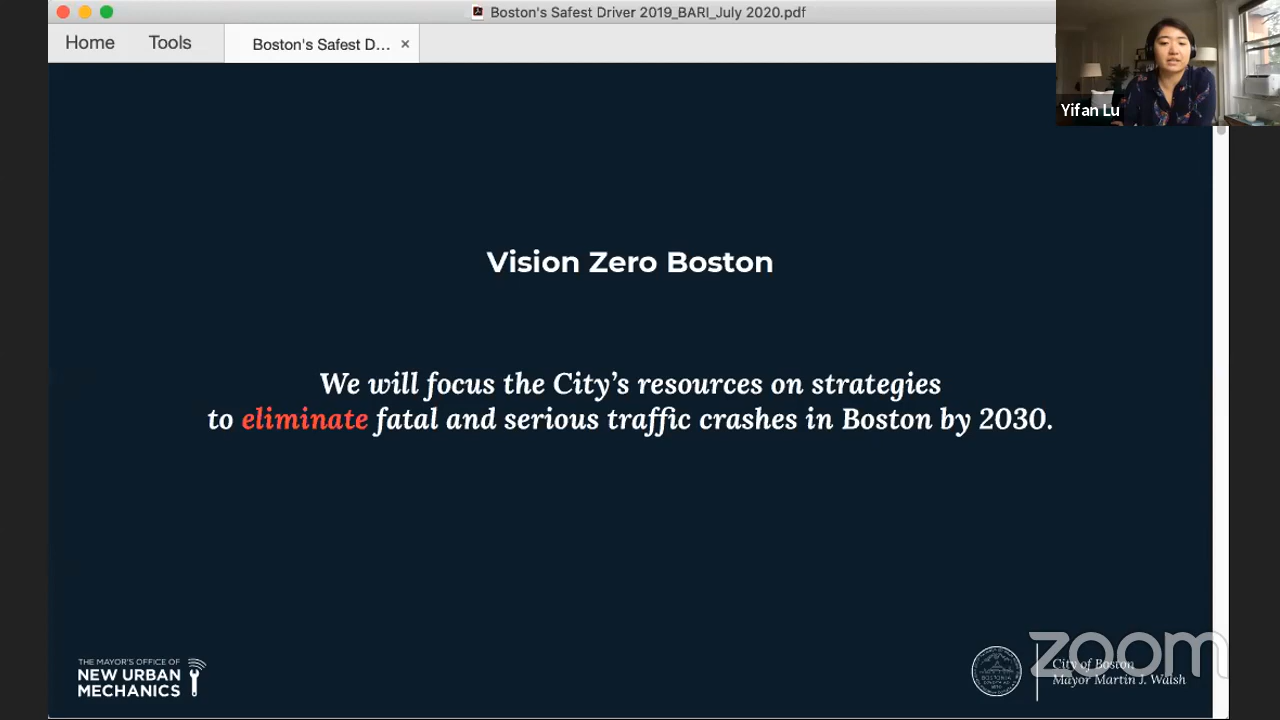 Boston's Safest Driver 2019_BARI_July 2020.pdf
Home
Tools
Boston's Safest D... ×
Yifan Lu
Vision Zero Boston
We will focus the City's resources on strategies
to eliminate fatal and serious traffic crashes in Boston by 2030.
THE MAYOR'S OFFICE OF
NEW URBAN
MECHANICS
BOSTONIA
zoom
City of Boston
Mayor Martin J. Walsh